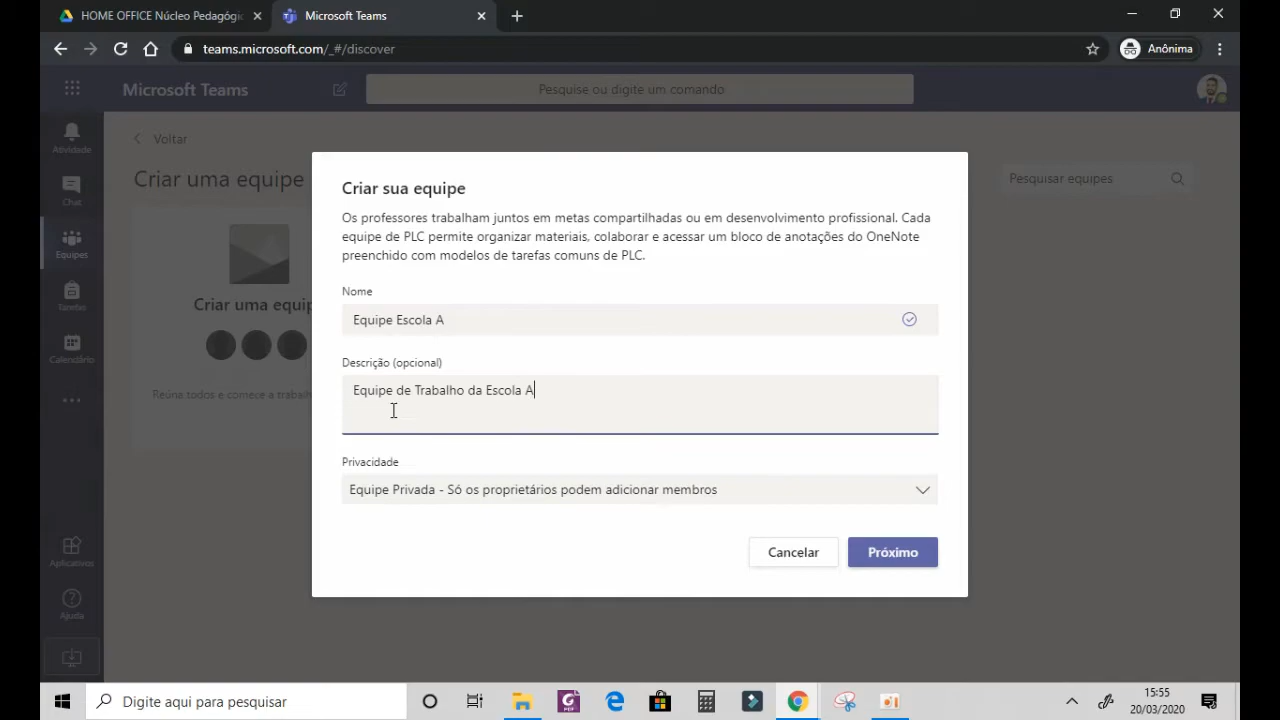 HOME OFFICE Núcleo Pedagógi
Microsoft Teams
teams.microsoft.com/_#/discover
Anônima
Microsoft Teams
Pesquise ou digite um comando
Atividade
Chat
Equipes
Tarefas
Calendário
Aplicativos
Ajuda
Voltar
Criar uma equipe
Pesquisar equipes
Criar uma equip
Reúna todos e comece a trabalh
Criar sua equipe
Os professores trabalham juntos em metas compartilhadas ou em desenvolvimento profissional. Cada
equipe de PLC permite organizar materiais, colaborar e acessar um bloco de anotações do OneNote
preenchido com modelos de tarefas comuns de PLC.
Nome
Equipe Escola A
Descrição (opcional)
Equipe de Trabalho da Escola A
Privacidade
Equipe Privada - Só os proprietários podem adicionar membros
Cancelar
Próximo
Digite aqui para pesquisar
15:55
20/03/2020